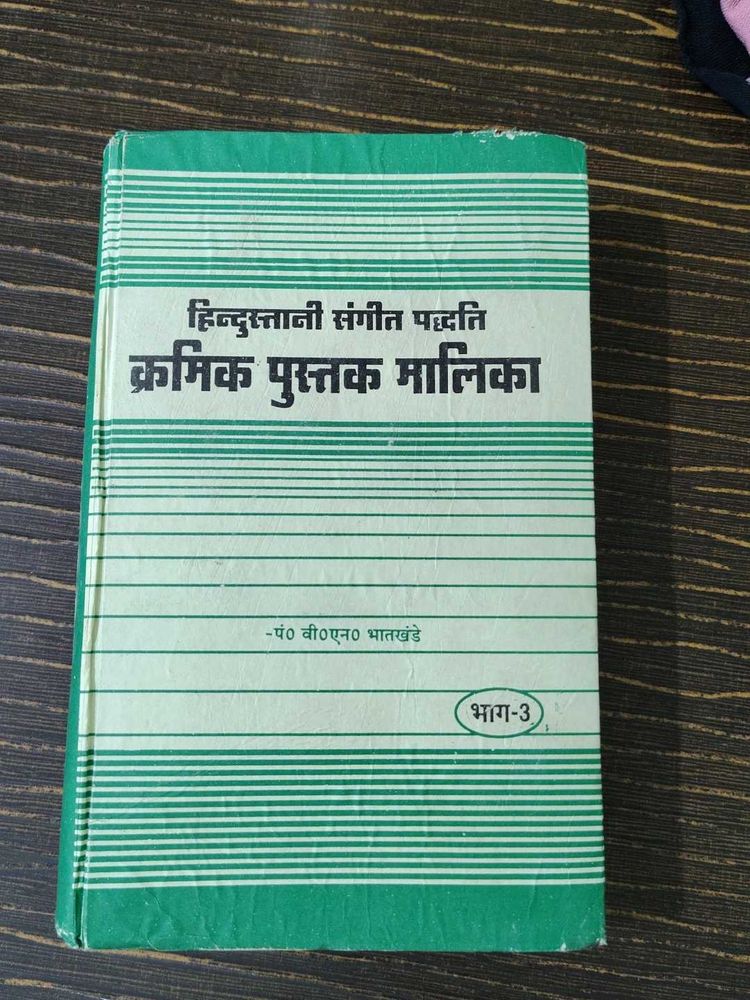 हिन्दुस्तानी संगीत पद्धति
क्रमिक पुस्तक मालिका
-पं० वी०एन० भातखंडे
भाग-3